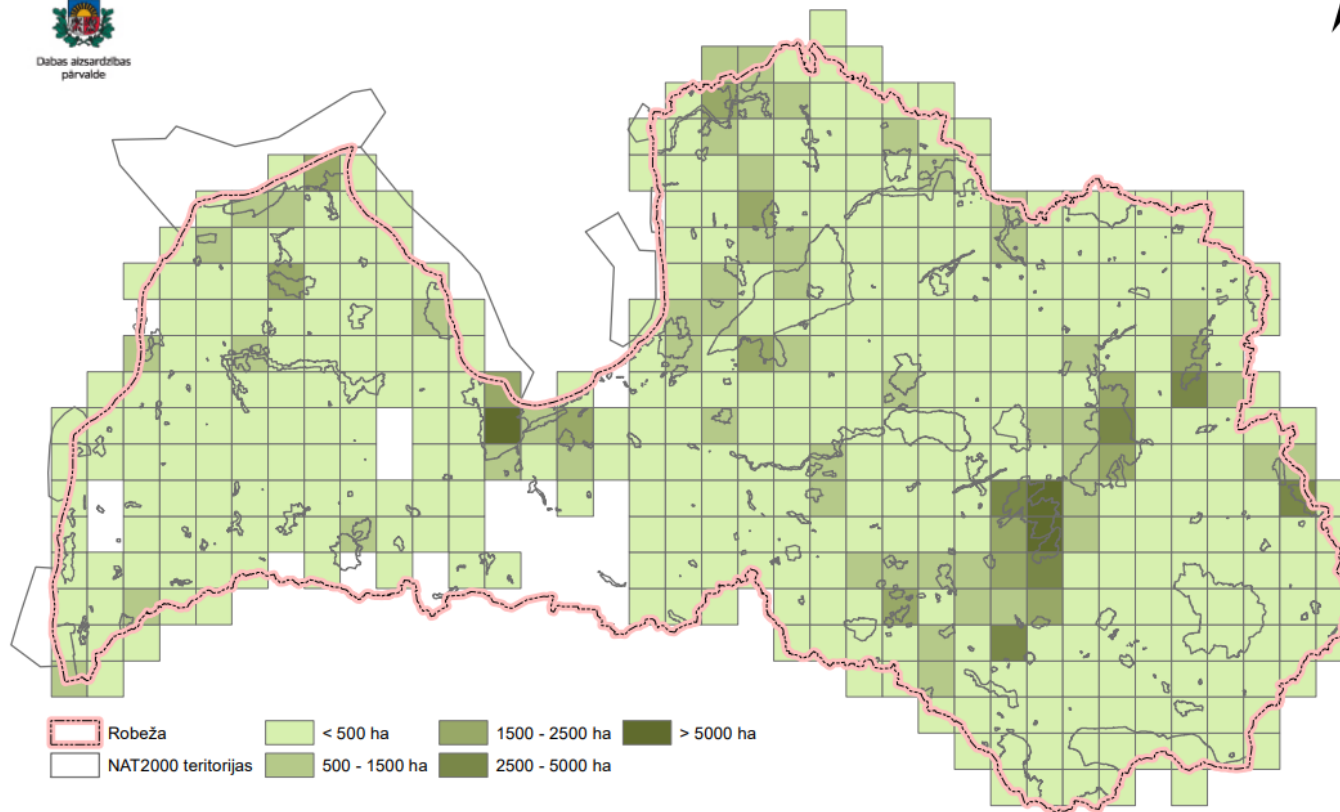 Dabas aizsardzības
pārvalde
Robeža
< 500 ha
1500 - 2500 ha
> 5000 ha
NAT2000 teritorijas
500 - 1500 ha
2500 - 5000 ha